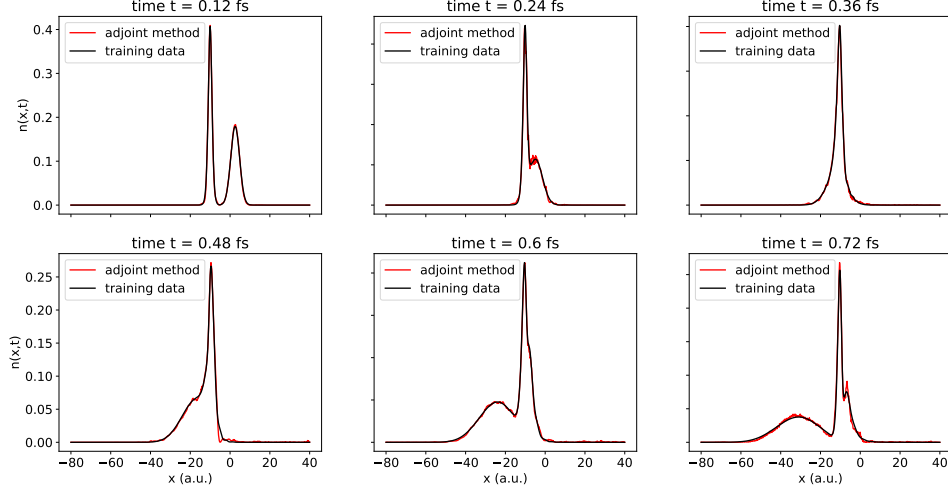 time t = 0.12 fs
time t = 0.24 fs
time t = 0.36 fs
adjoint method
training data
adjoint method
training data
adjoint method
training data
n(x,t)
0.4
0.3
0.2
0.1
0.0
time t = 0.48 fs
time t = 0.6 fs
time t = 0.72 fs
adjoint method
training data
adjoint method
training data
adjoint method
training data
n(x,t)
0.25
0.20
0.15
0.10
0.05
0.00
−80 −60 −40 −20 0 20 40
−80 −60 −40 −20 0 20 40
−80 −60 −40 −20 0 20 40
x (a.u.)
x (a.u.)
x (a.u.)